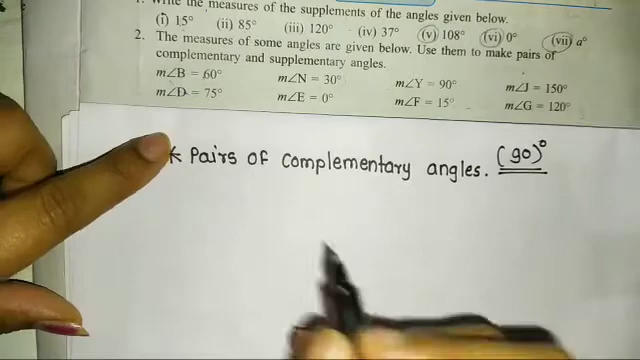 1. Write the measures of the supplements of the angles given below.
(i) 15° (ii) 85° (iii) 120° (iv) 37° (v) 108° (vi) 0° (vii) a°
2. The measures of some angles are given below. Use them to make pairs of
complementary and supplementary angles.
m∠B = 60° m∠N = 30° m∠Y = 90° m∠J = 150°
m∠D = 75° m∠E = 0° m∠F = 15° m∠G = 120°
* Pairs of complementary angles. (90)°